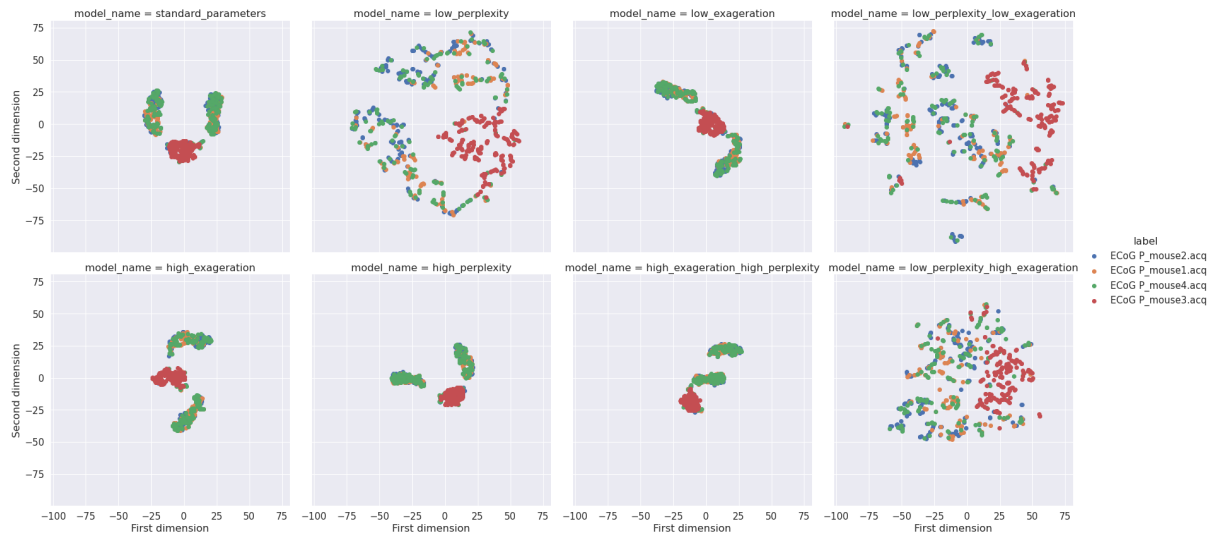 model_name = standard_parameters
model_name = low_perplexity
model_name = low_exageration
model_name = low_perplexity_low_exageration
75
50
25
0
−25
−50
−75
Second dimension
model_name = high_exageration
model_name = high_perplexity
model_name = high_exageration_high_perplexity
model_name = low_perplexity_high_exageration
75
50
25
0
−25
−50
−75
Second dimension
−100 −75 −50 −25 0 25 50 75
First dimension
−100 −75 −50 −25 0 25 50 75
First dimension
−100 −75 −50 −25 0 25 50 75
First dimension
−100 −75 −50 −25 0 25 50 75
First dimension
label
ECoG P_mouse2.acq
ECoG P_mouse1.acq
ECoG P_mouse4.acq
ECoG P_mouse3.acq